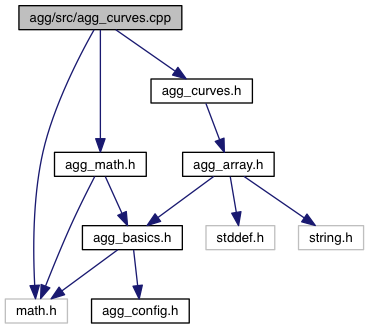 agg/src/agg_curves.cpp
agg_curves.h
agg_math.h
agg_array.h
agg_basics.h
stddef.h
string.h
math.h
agg_config.h